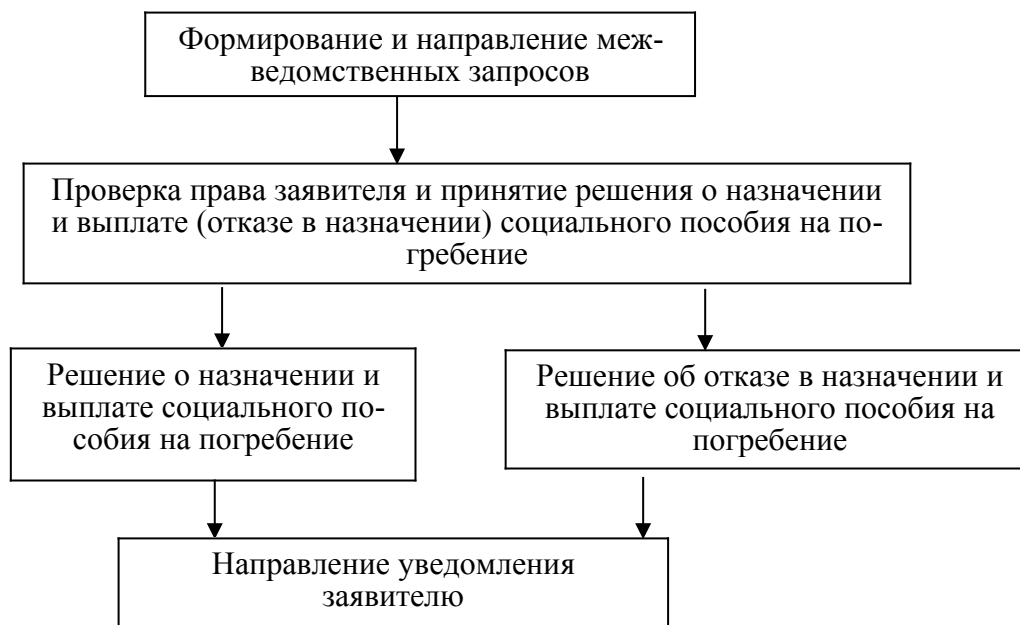 Формирование и направление меж-
ведомственных запросов
Проверка права заявителя и принятие решения о назначении
и выплате (отказе в назначении) социального пособия на по-
гребение
Решение о назначении и
выплате социального по-
собия на погребение
Решение об отказе в назначении и
выплате социального пособия на
погребение
Направление уведомления
заявителю